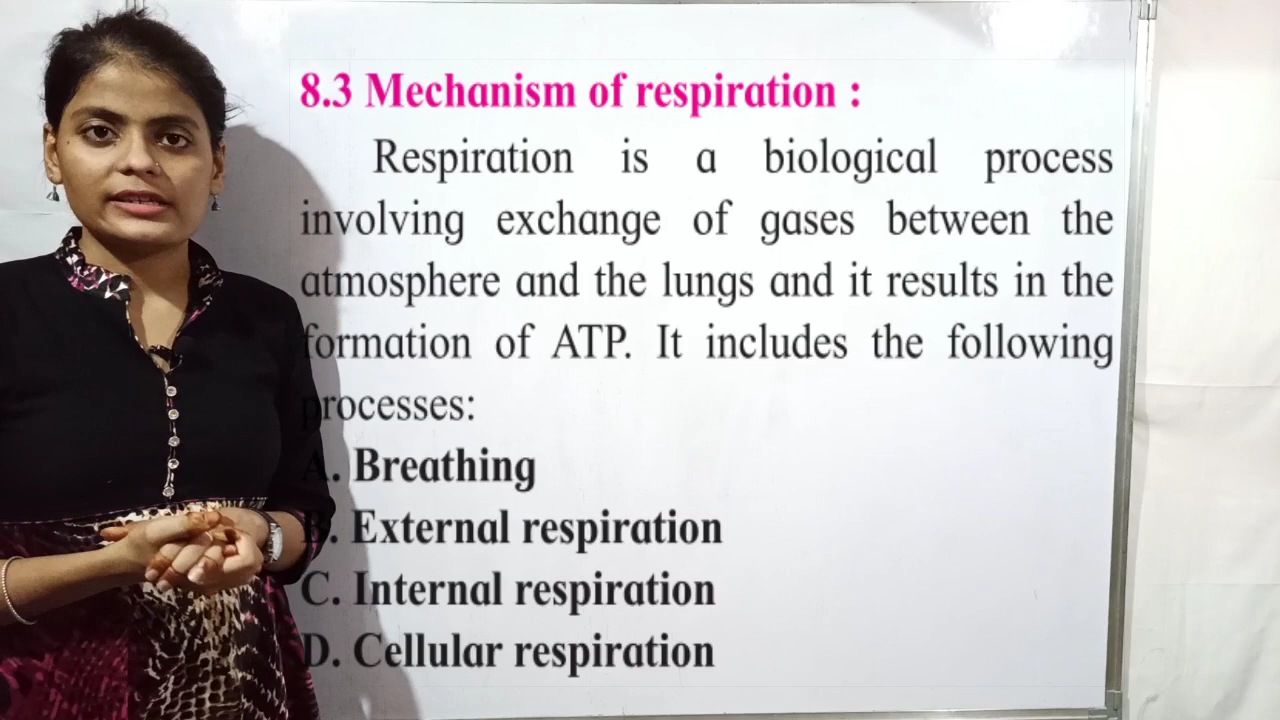 8.3 Mechanism of respiration :
Respiration is a biological process
involving exchange of gases between the
atmosphere and the lungs and it results in the
formation of ATP. It includes the following
processes:
A. Breathing
B. External respiration
C. Internal respiration
D. Cellular respiration